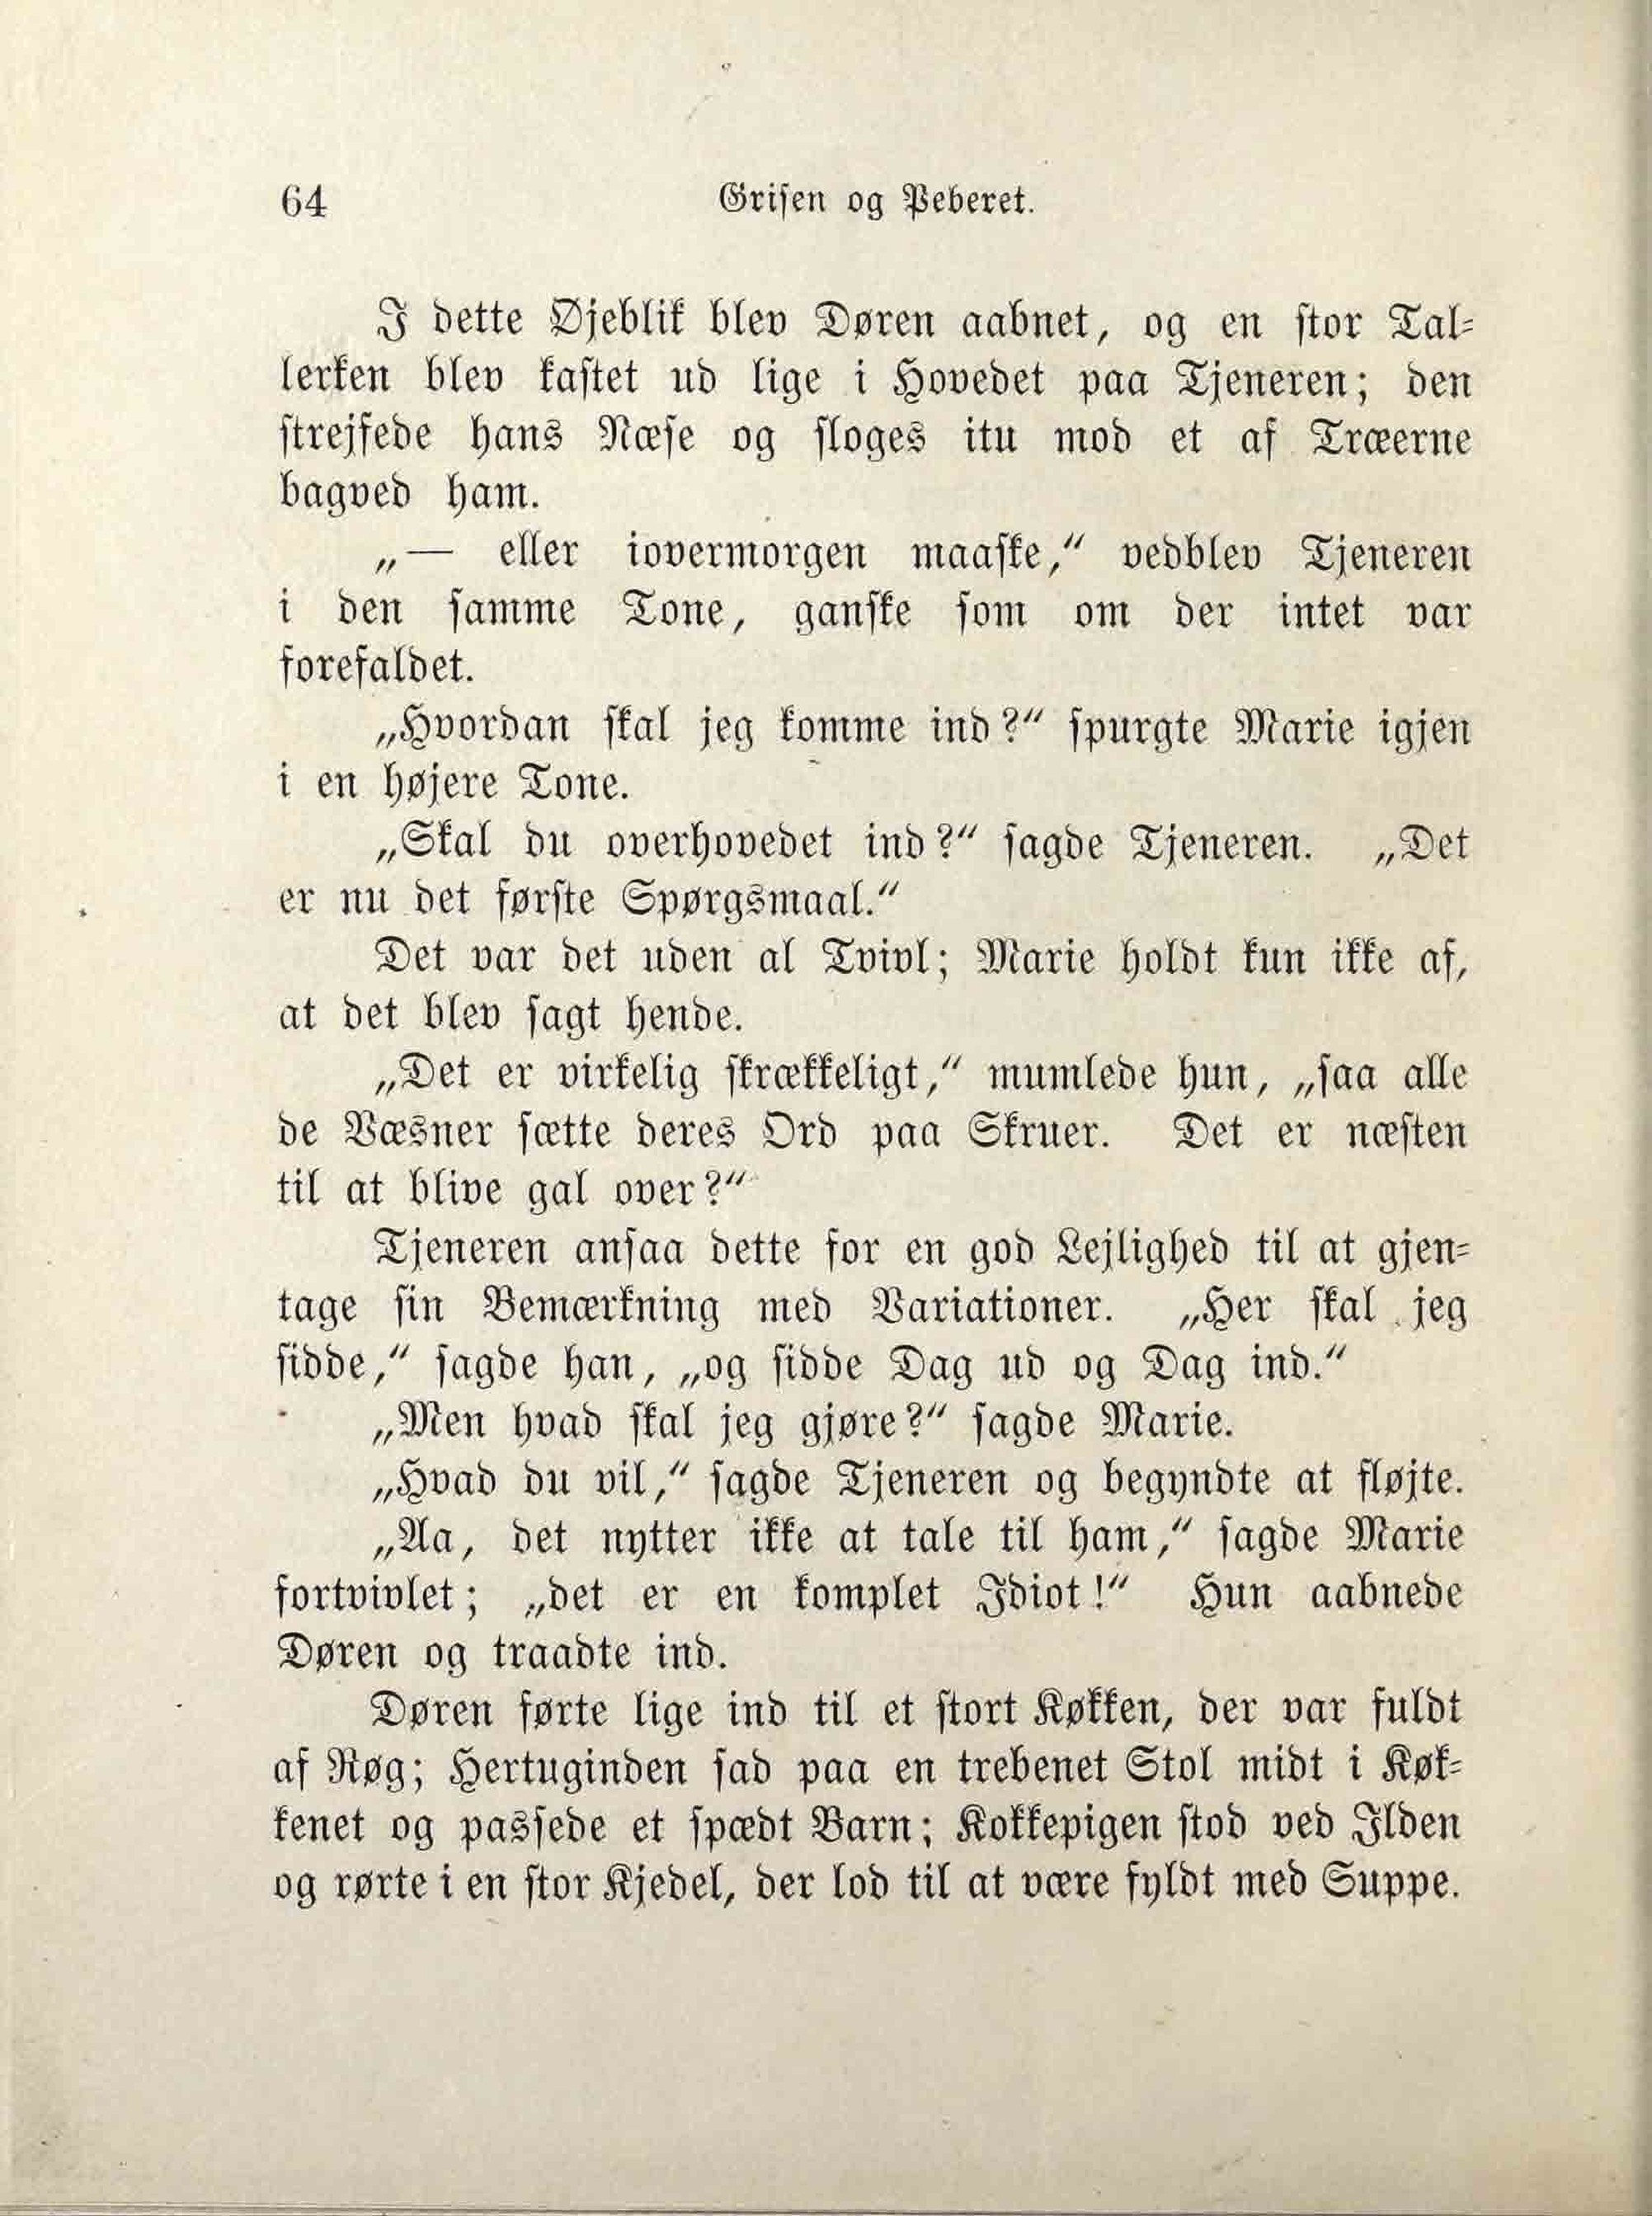 64 Grisen og Peberet.
I dette Øjeblik blev Døren aabnet, og en stor Tal-
lerken blev kastet ud lige i Hovedet paa Tjeneren; den
strejfede hans Næse og sloges itu mod et af Træerne
bagved ham.
„— eller iovermorgen maaske,“ vedblev Tjeneren
i den samme Tone, ganske som om der intet var
forefaldet.
„Hvordan skal jeg komme ind?“ spurgte Marie igjen
i en højere Tone.
„Skal du overhovedet ind?“ sagde Tjeneren. „Det
er nu det første Spørgsmaal.“
Det var det uden al Tvivl; Marie holdt kun ikke af,
at det blev sagt hende.
„Det er virkelig skrækkeligt,“ mumlede hun, „saa alle
de Væsner sætte deres Ord paa Skruer. Det er næsten
til at blive gal over?“
Tjeneren ansaa dette for en god Lejlighed til at gjen-
tage sin Bemærkning med Variationer. „Her skal jeg
sidde,“ sagde han, „og sidde Dag ud og Dag ind.“
„Men hvad skal jeg gjøre?“ sagde Marie.
„Hvad du vil,“ sagde Tjeneren og begyndte at fløjte.
„Aa, det nytter ikke at tale til ham,“ sagde Marie
fortvivlet; „det er en komplet Idiot!“ Hun aabnede
Døren og traadte ind.
Døren førte lige ind til et stort Køkken, der var fuldt
af Røg; Hertuginden sad paa en trebenet Stol midt i Køk-
kenet og passede et spædt Barn; Kokkepigen stod ved Ilden
og rørte i en stor Kjedel, der lod til at være fyldt med Suppe.